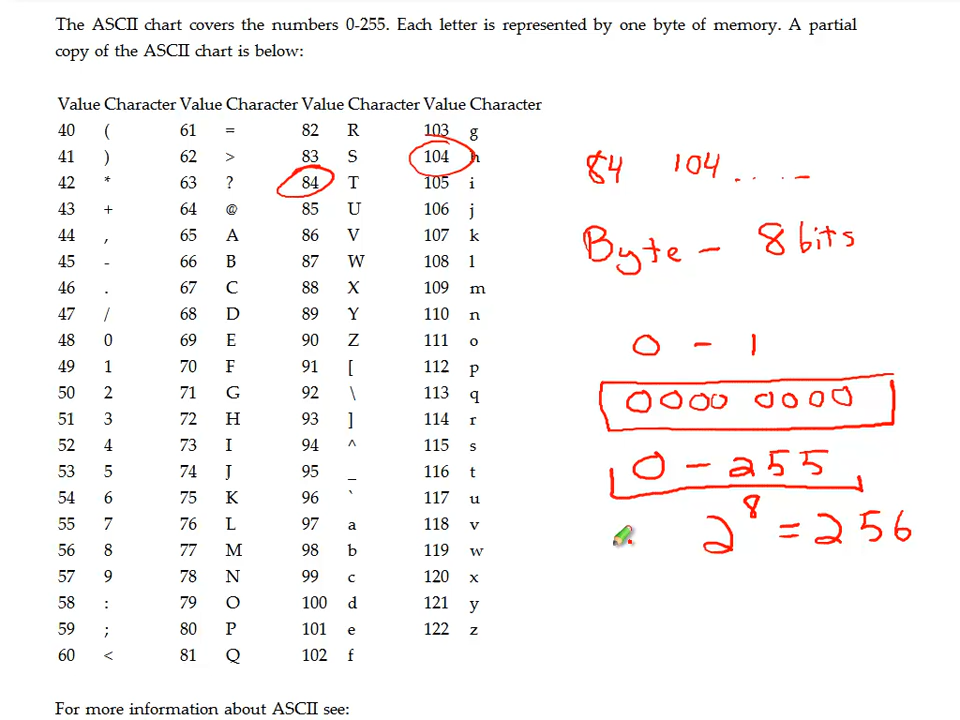 The ASCII chart covers the numbers 0-255. Each letter is represented by one byte of memory. A partial
copy of the ASCII chart is below:
Value Character Value Character Value Character Value Character
40 ( 61 = 82 R 103 g
41 ) 62 > 83 S 104 h
42 * 63 ? 84 T 105 i
43 + 64 @ 85 U 106 j
44 , 65 A 86 V 107 k
45 - 66 B 87 W 108 l
46 . 67 C 88 X 109 m
47 / 68 D 89 Y 110 n
48 0 69 E 90 Z 111 o
49 1 70 F 91 [ 112 p
50 2 71 G 92 \ 113 q
51 3 72 H 93 ] 114 r
52 4 73 I 94 ^ 115 s
53 5 74 J 95 _ 116 t
54 6 75 K 96 ` 117 u
55 7 76 L 97 a 118 v
56 8 77 M 98 b 119 w
57 9 78 N 99 c 120 x
58 : 79 O 100 d 121 y
59 ; 80 P 101 e 122 z
60 < 81 Q 102 f
For more information about ASCII see:
84 104 . . . –
Byte – 8 bits
0 – 1
0000 0000
0 – 255
2^8 = 256